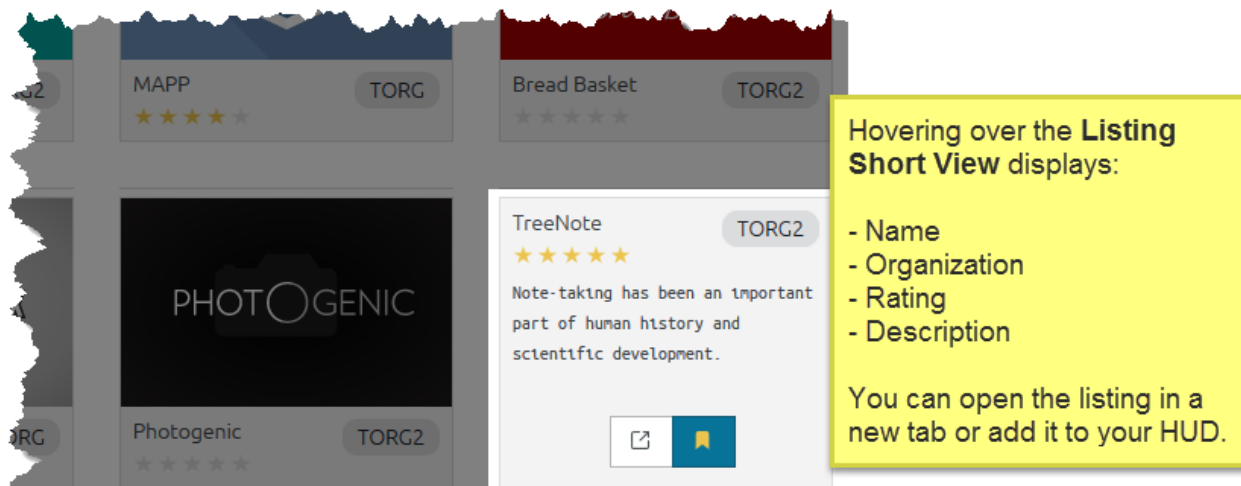 MAPP
TORG
Bread Basket
TORG2
PHOTOGENIC
Photogenic
TORG2
TreeNote
TORG2
Note-taking has been an important
part of human history and
scientific development.
Hovering over the Listing
Short View displays:
- Name
- Organization
- Rating
- Description
You can open the listing in a
new tab or add it to your HUD.